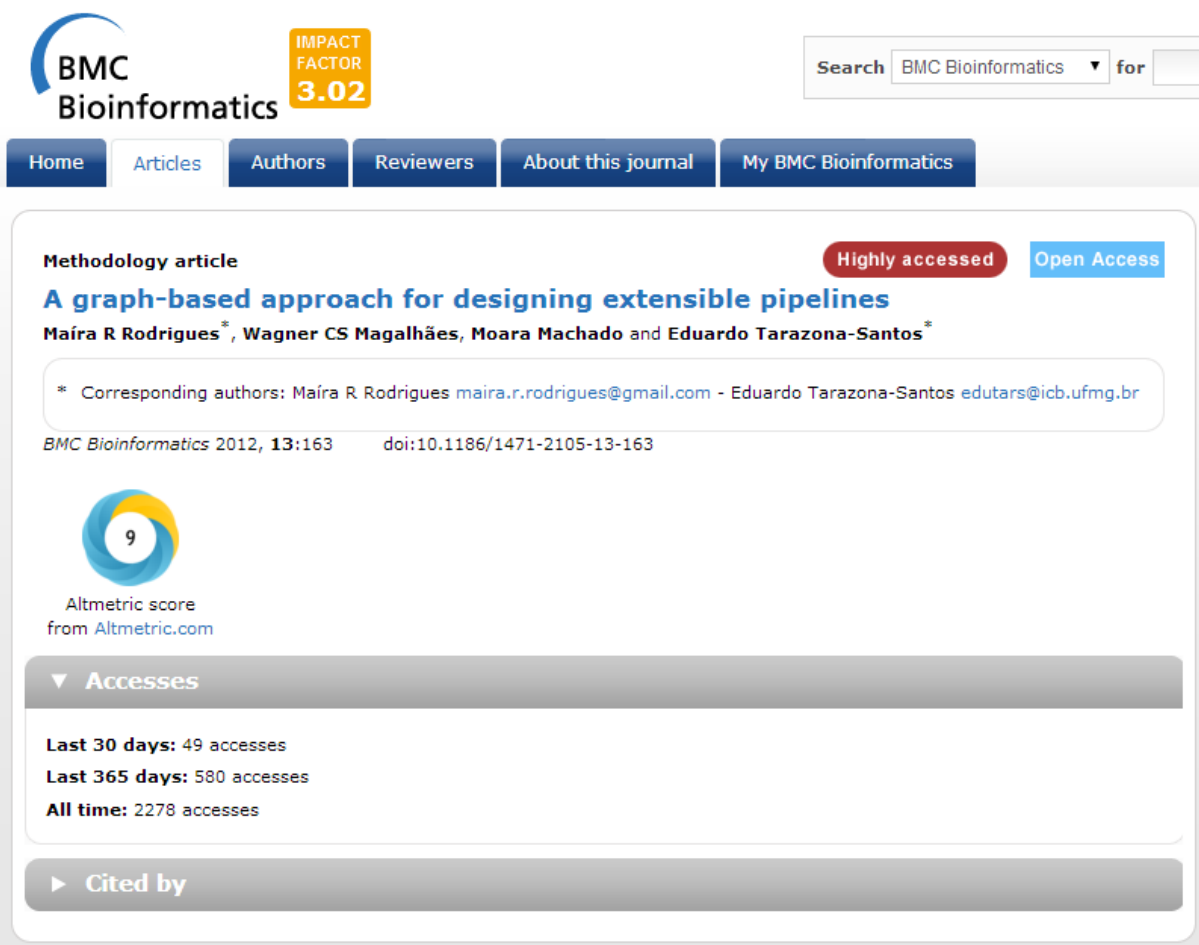 BMC
Bioinformatics
IMPACT
FACTOR
3.02
Search BMC Bioinformatics ▼ for
Home Articles Authors Reviewers About this journal My BMC Bioinformatics
Methodology article
Highly accessed Open Access
A graph-based approach for designing extensible pipelines
Maíra R Rodrigues*, Wagner CS Magalhães, Moara Machado and Eduardo Tarazona-Santos*
* Corresponding authors: Maíra R Rodrigues maira.r.rodrigues@gmail.com - Eduardo Tarazona-Santos edutars@icb.ufmg.br
BMC Bioinformatics 2012, 13:163 doi:10.1186/1471-2105-13-163
9
Altmetric score
from Altmetric.com
▼ Accesses
Last 30 days: 49 accesses
Last 365 days: 580 accesses
All time: 2278 accesses
► Cited by